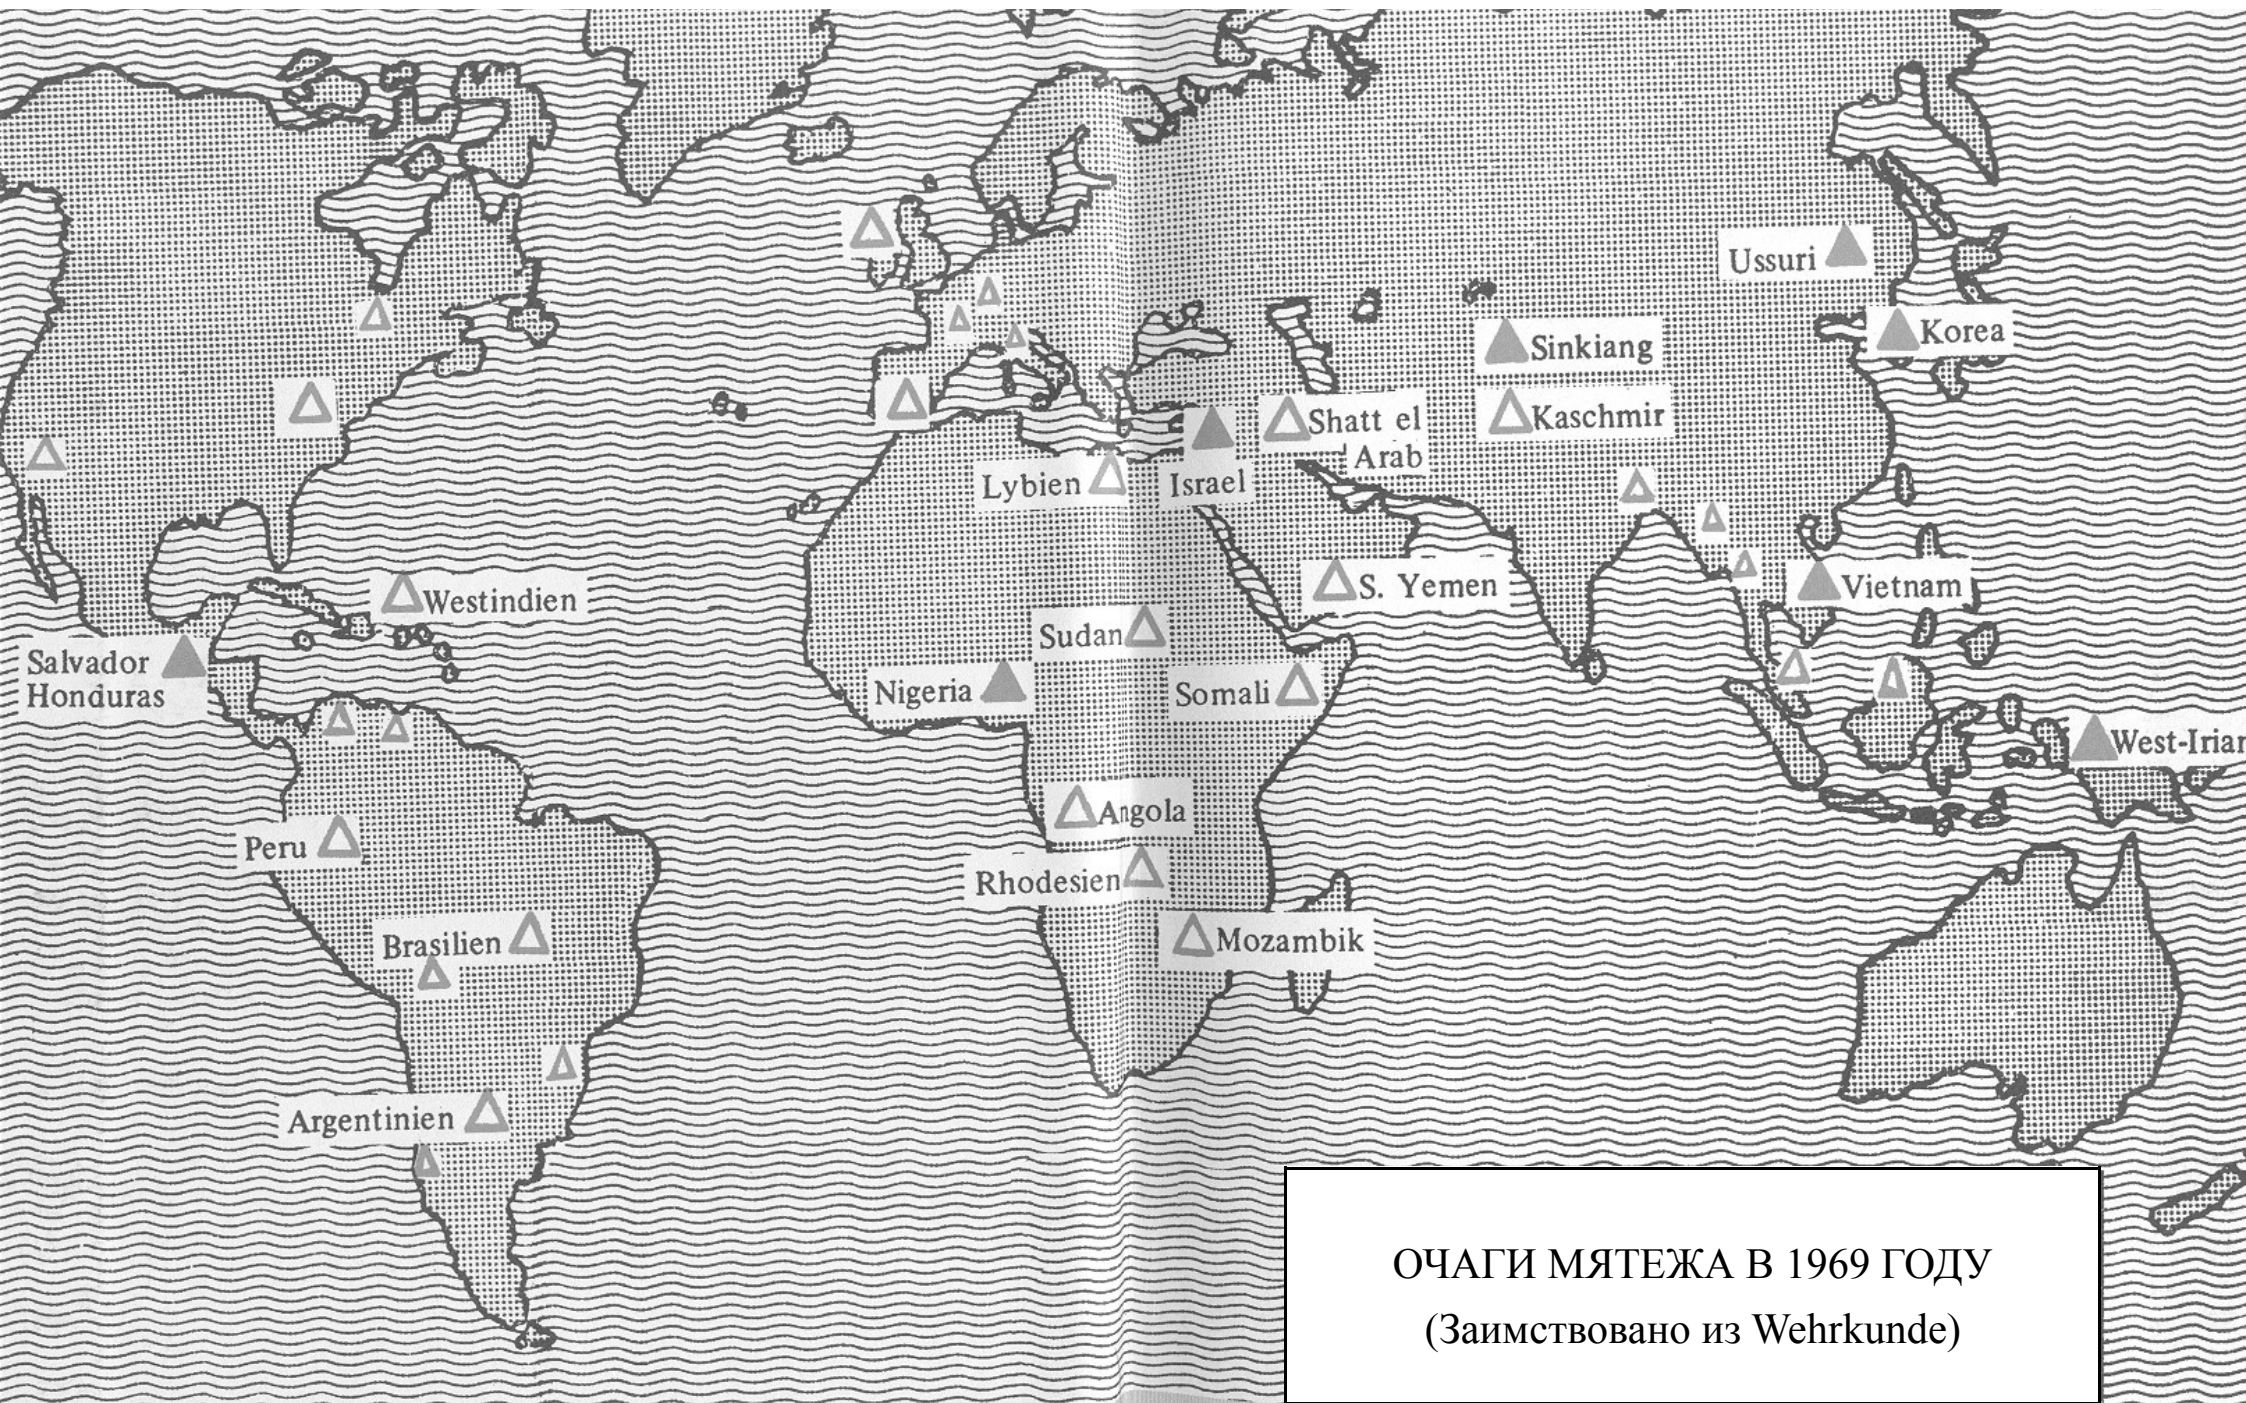 Ussuri
Korea
Sinkiang
Kaschmir
Shatt el
Arab
Lybien
Israel
Westindien
S. Yemen
Vietnam
Sudan
Salvador
Honduras
Nigeria
Somali
West-Irian
Angola
Peru
Rhodesien
Brasilien
Mozambik
Argentinien
ОЧАГИ МЯТЕЖА В 1969 ГОДУ
(Заимствовано из Wehrkunde)